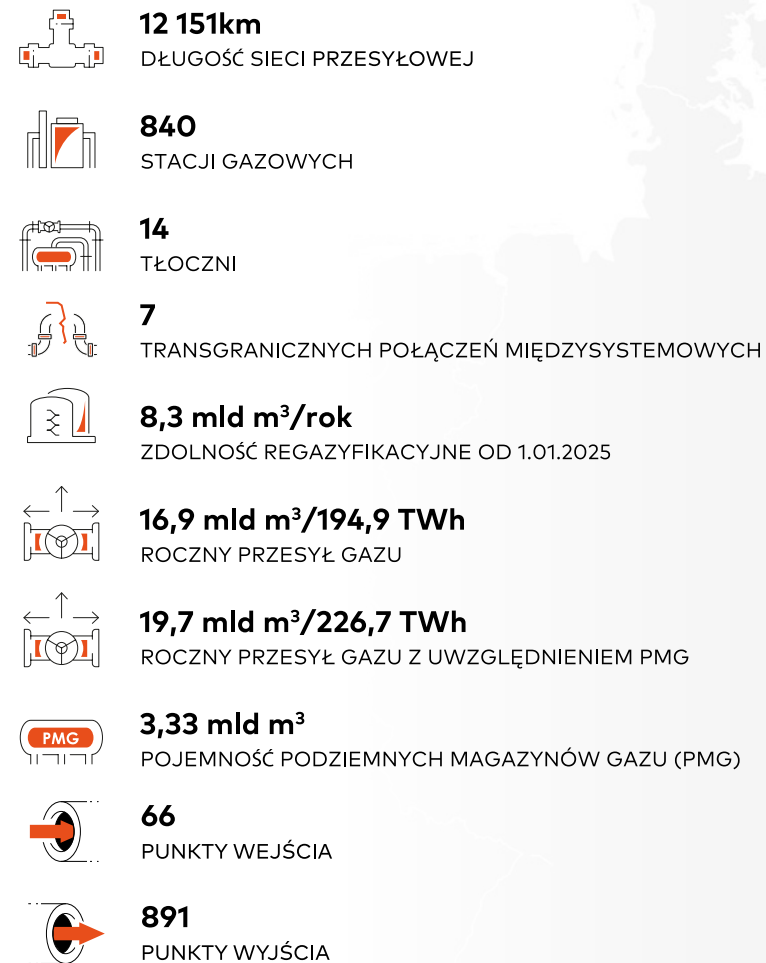 12 151km
DŁUGOŚĆ SIECI PRZESYŁOWEJ
840
STACJI GAZOWYCH
14
TŁOCZNI
7
TRANSGRANICZNYCH POŁĄCZEŃ MIĘDZYSYSTEMOWYCH
8,3 mld m³/rok
ZDOLNOŚĆ REGAZYFIKACYJNE OD 1.01.2025
16,9 mld m³/194,9 TWh
ROCZNY PRZESYŁ GAZU
19,7 mld m³/226,7 TWh
ROCZNY PRZESYŁ GAZU Z UWZGLĘDNIENIEM PMG
PMG
3,33 mld m³
POJEMNOŚĆ PODZIEMNYCH MAGAZYNÓW GAZU (PMG)
66
PUNKTY WEJŚCIA
891
PUNKTY WYJŚCIA